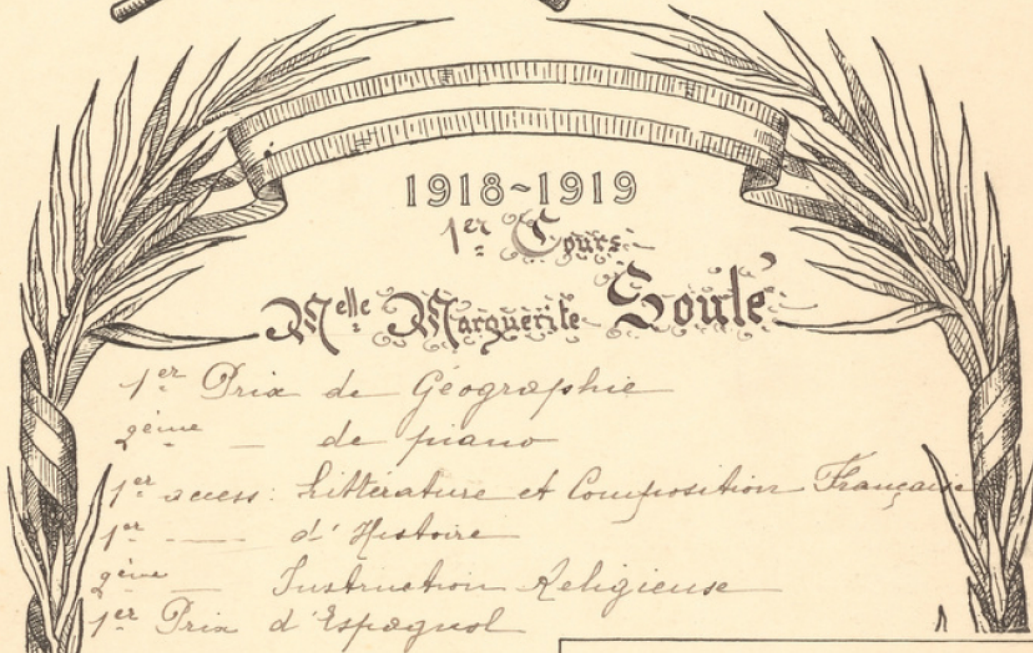 1918-1919
1er Cours
Melle Marguerite Soulé
1er Prix de Géographie
2ème — de piano
1er access: Littérature et Composition Française
1er — d'Histoire
2ème — Instruction Religieuse
1er Prix d'Espagnol